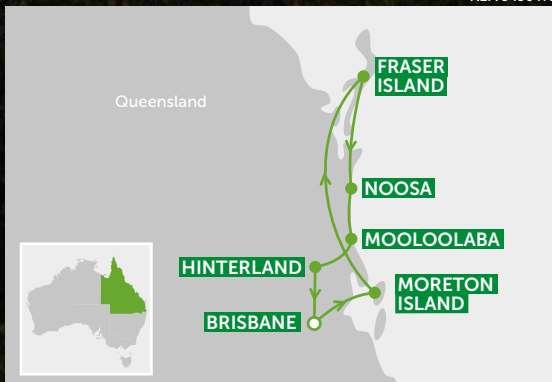 Queensland
FRASER
ISLAND
NOOSA
MOOLOOLABA
HINTERLAND
MORETON
ISLAND
BRISBANE